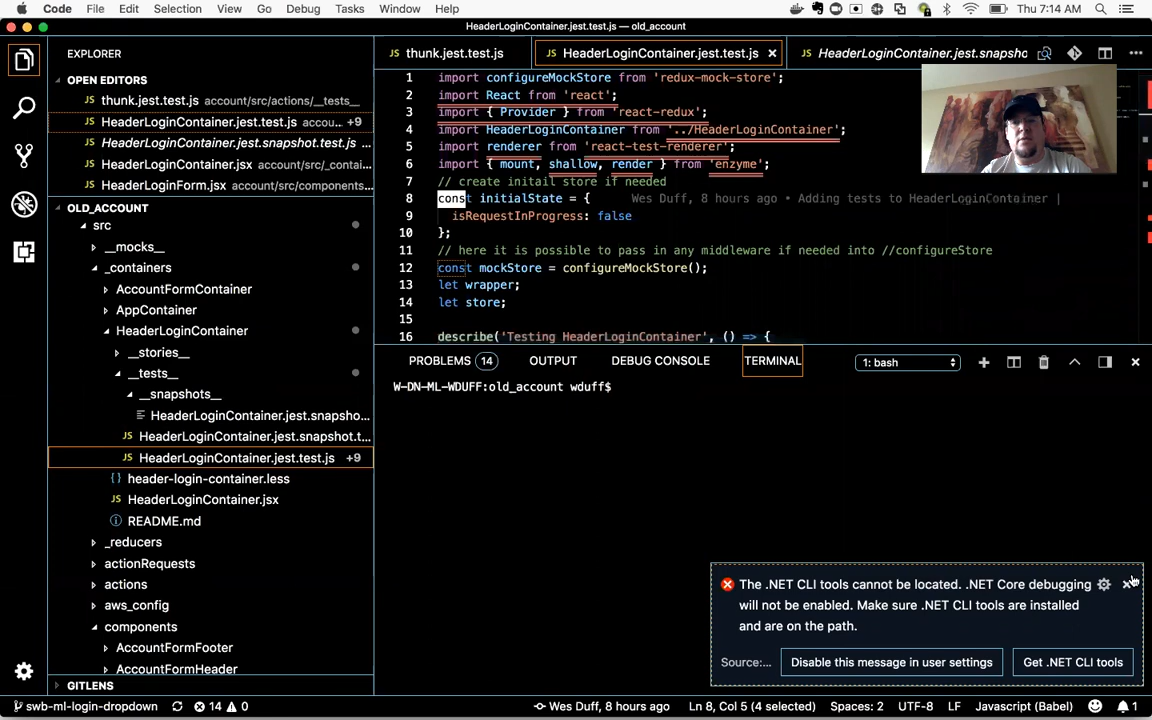 Code File Edit Selection View Go Debug Tasks Window Help
Thu 7:14 AM
HeaderLoginContainer.jest.test.js — old_account
EXPLORER
OPEN EDITORS
thunk.jest.test.js account/src/actions/__tests__
HeaderLoginContainer.jest.test.js accou... +9
HeaderLoginContainer.jest.snapshot.test.js ...
HeaderLoginContainer.jsx account/src/_contai...
HeaderLoginForm.jsx account/src/components...
OLD_ACCOUNT
src
__mocks__
_containers
AccountFormContainer
AppContainer
HeaderLoginContainer
__stories__
__tests__
__snapshots__
HeaderLoginContainer.jest.snapsho...
HeaderLoginContainer.jest.snapshot.t...
HeaderLoginContainer.jest.test.js +9
header-login-container.less
HeaderLoginContainer.jsx
README.md
_reducers
actionRequests
actions
aws_config
components
AccountFormFooter
AccountFormHeader
GITLENS
thunk.jest.test.js HeaderLoginContainer.jest.test.js HeaderLoginContainer.jest.snapsho
1 import configureMockStore from 'redux-mock-store';
2 import React from 'react';
3 import { Provider } from 'react-redux';
4 import HeaderLoginContainer from '../HeaderLoginContainer';
5 import renderer from 'react-test-renderer';
6 import { mount, shallow, render } from 'enzyme';
7 // create initail store if needed
8 const initialState = { Wes Duff, 8 hours ago • Adding tests to HeaderLoginContainer |
9 isRequestInProgress: false
10 };
11 // here it is possible to pass in any middleware if needed into //configureStore
12 const mockStore = configureMockStore();
13 let wrapper;
14 let store;
15
16 describe('Testing HeaderLoginContainer', () => {
PROBLEMS 14 OUTPUT DEBUG CONSOLE TERMINAL 1: bash
W-DN-ML-WDUFF:old_account wduff$
The .NET CLI tools cannot be located. .NET Core debugging
will not be enabled. Make sure .NET CLI tools are installed
and are on the path.
Source:... Disable this message in user settings Get .NET CLI tools
swb-ml-login-dropdown 14 0 Wes Duff, 8 hours ago Ln 8, Col 5 (4 selected) Spaces: 2 UTF-8 LF Javascript (Babel) 1